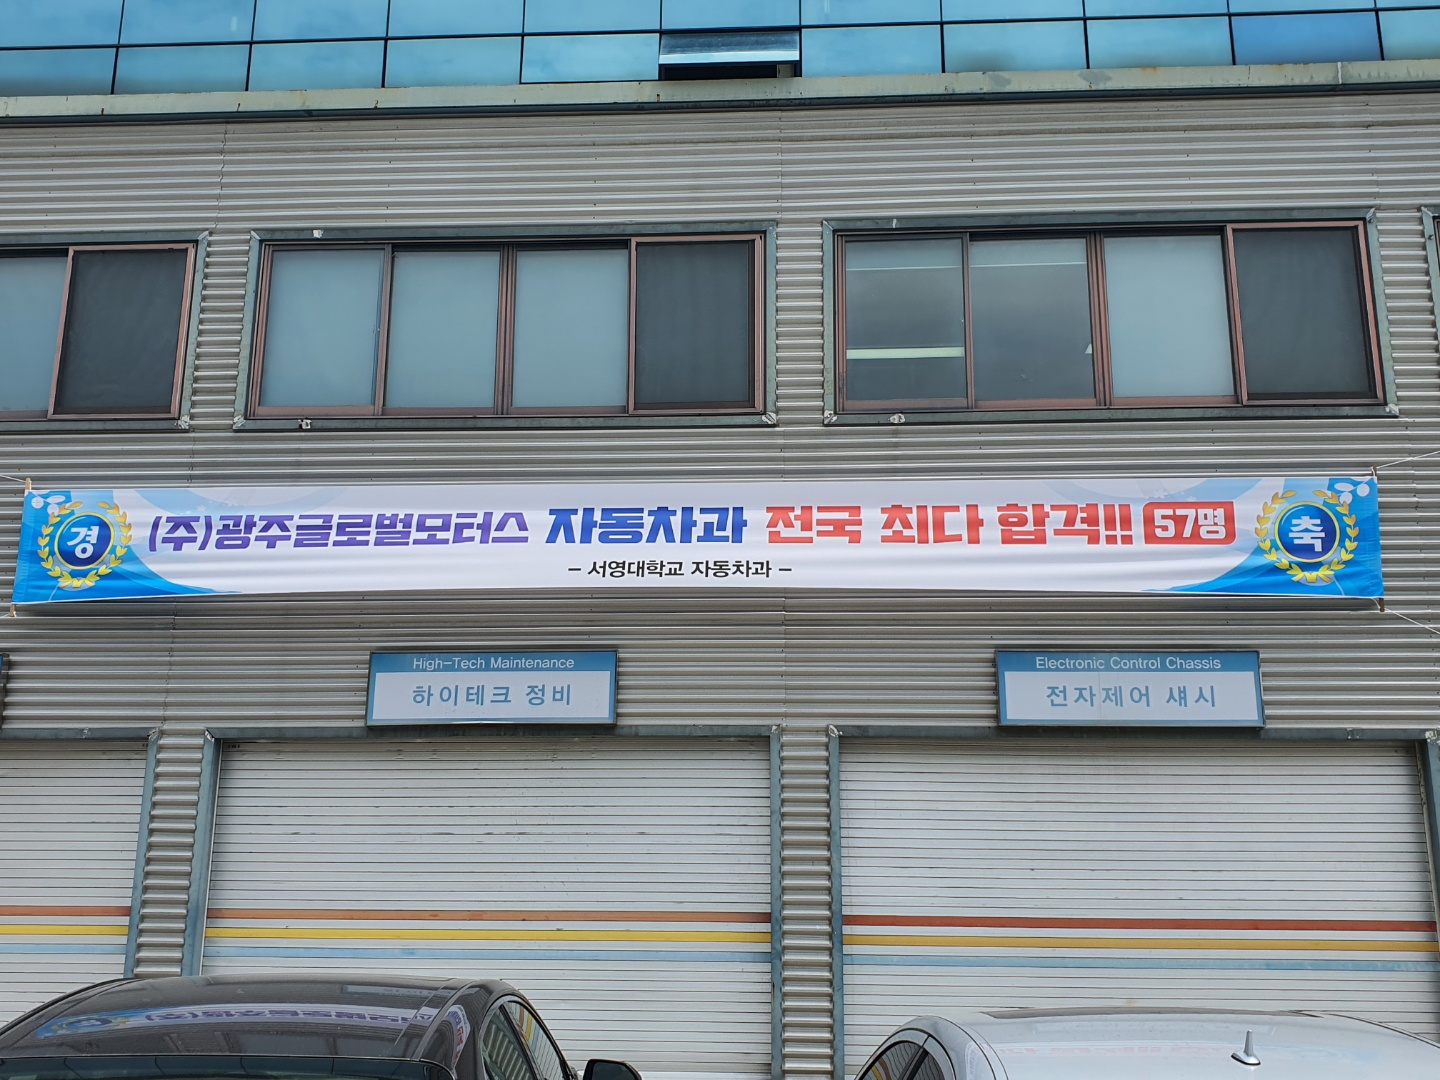 경 (주)광주글로벌모터스 자동차과 전국 최다 합격!! 57명 축
– 서영대학교 자동차과 –
High-Tech Maintenance
하이테크 정비
Electronic Control Chassis
전자제어 섀시